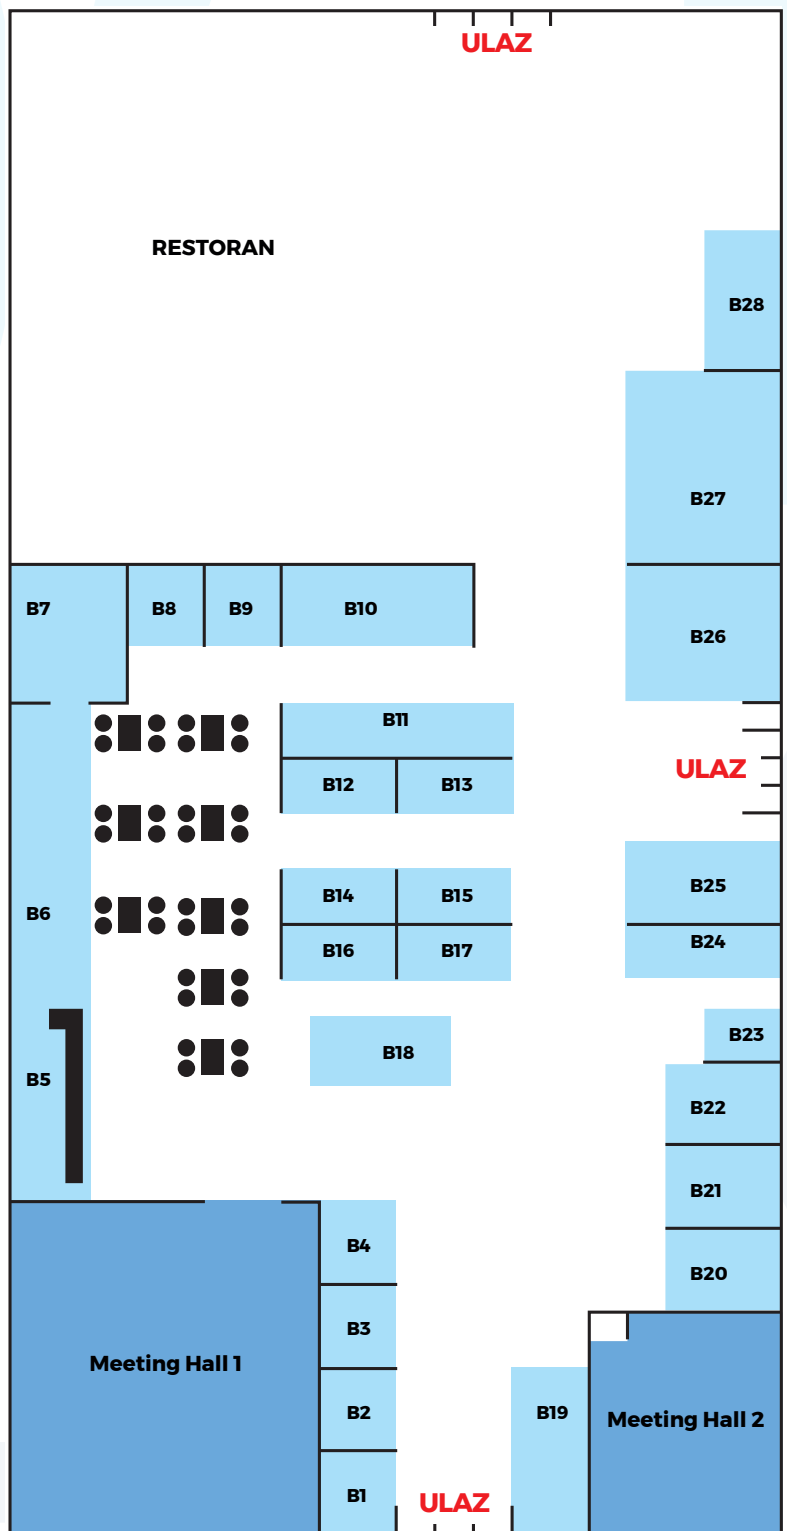 ULAZ
RESTORAN
B28
B27
B7
B8
B9
B10
B26
B11
ULAZ
B12
B13
B25
B14
B15
B6
B24
B16
B17
B23
B18
B5
B22
B21
B4
B20
B3
Meeting Hall 1
B2
B19
Meeting Hall 2
B1
ULAZ